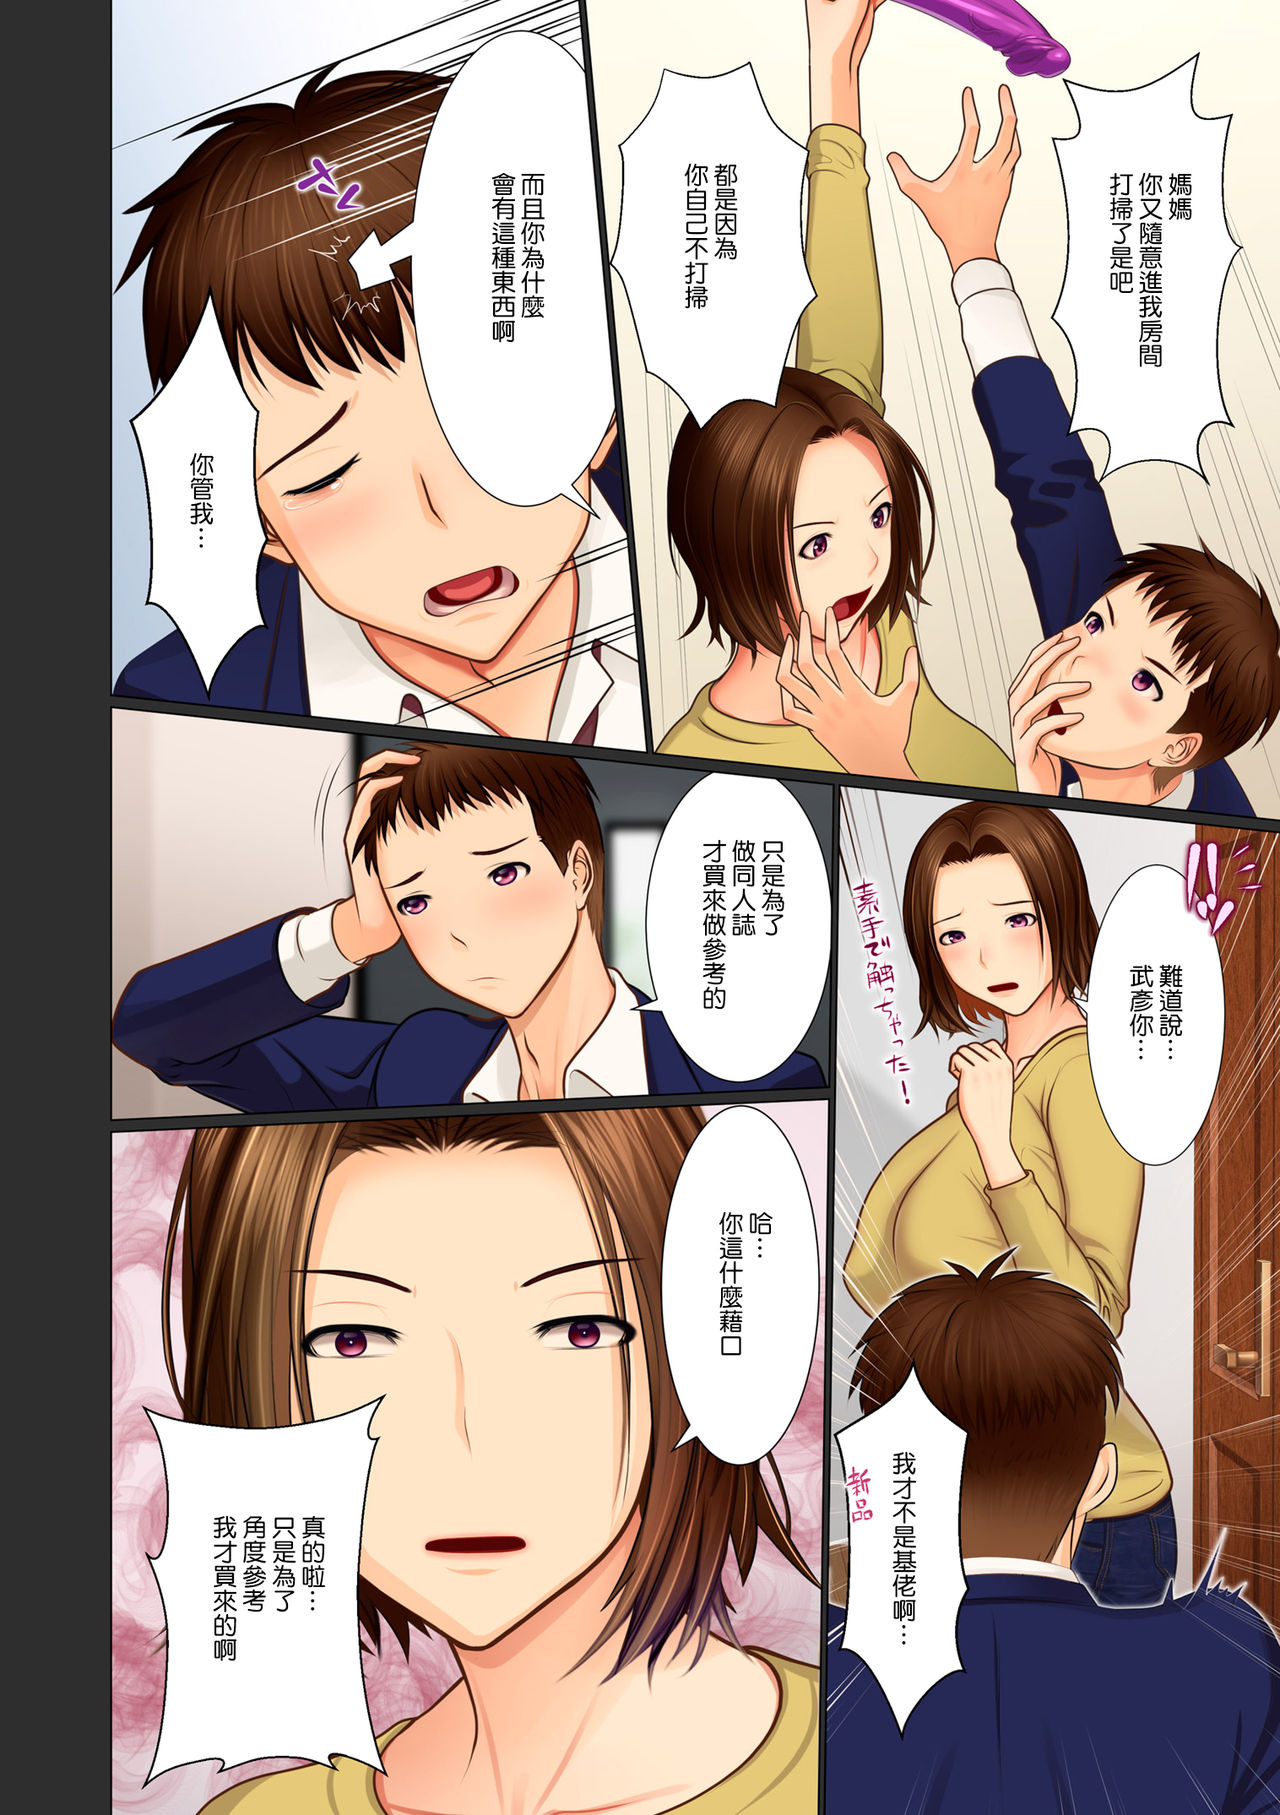 媽媽
你又隨意進我房間
打掃了是吧
都是因為
你自己不打掃
而且你為什麼
會有這種東西啊
你管我…
難道說…
武彥你…
素手で触っちゃった!
我才不是基佬啊…
新品
只是為了
做同人誌
才買來做參考的
哈…
你這什麼藉口
真的啦…
只是為了
角度參考
我才買來的啊